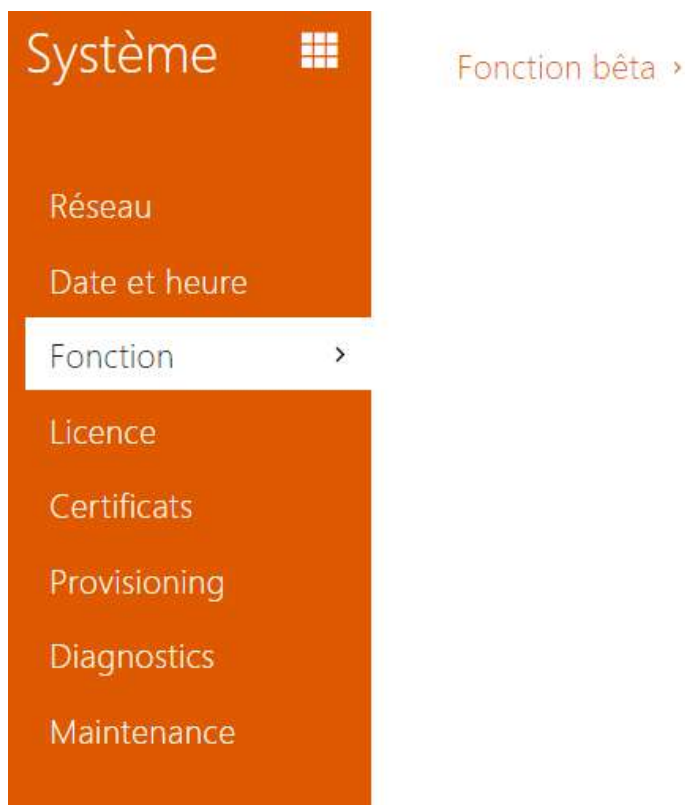 Système
Fonction bêta ›
Réseau
Date et heure
Fonction ›
Licence
Certificats
Provisioning
Diagnostics
Maintenance